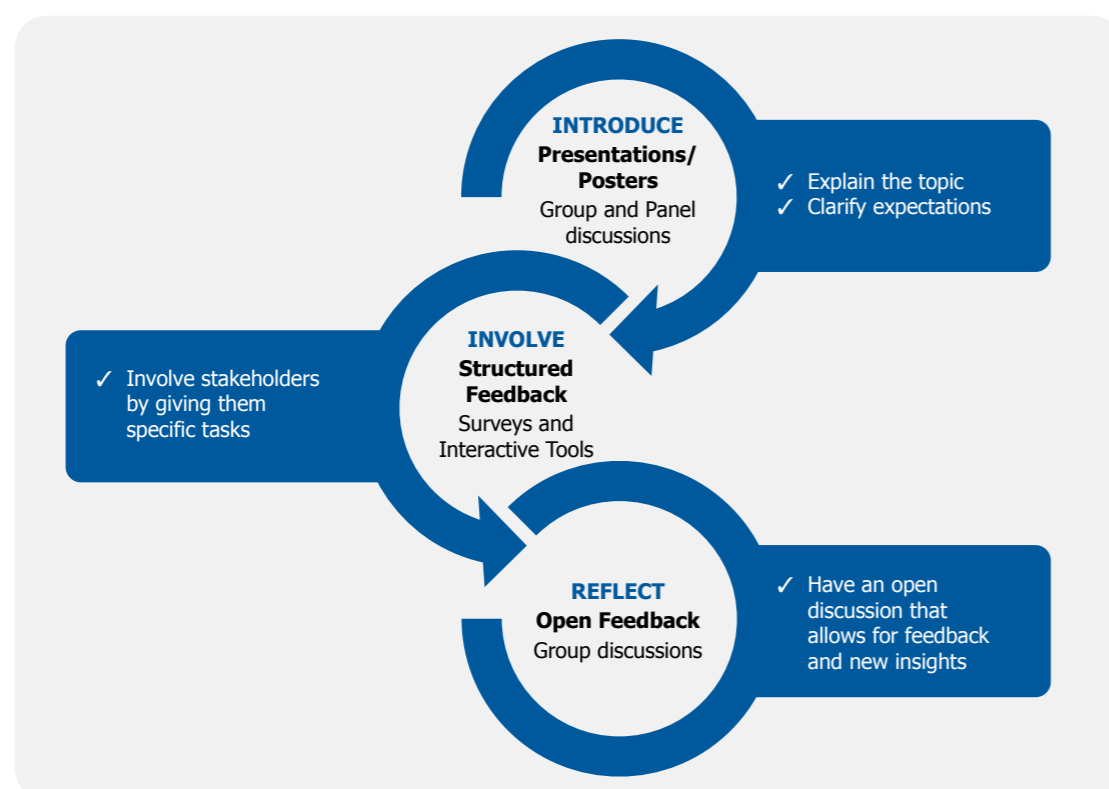 INTRODUCE
Presentations/
Posters
Group and Panel
discussions
✓ Explain the topic
✓ Clarify expectations
INVOLVE
Structured
Feedback
Surveys and
Interactive Tools
✓ Involve stakeholders
by giving them
specific tasks
REFLECT
Open Feedback
Group discussions
✓ Have an open
discussion that
allows for feedback
and new insights